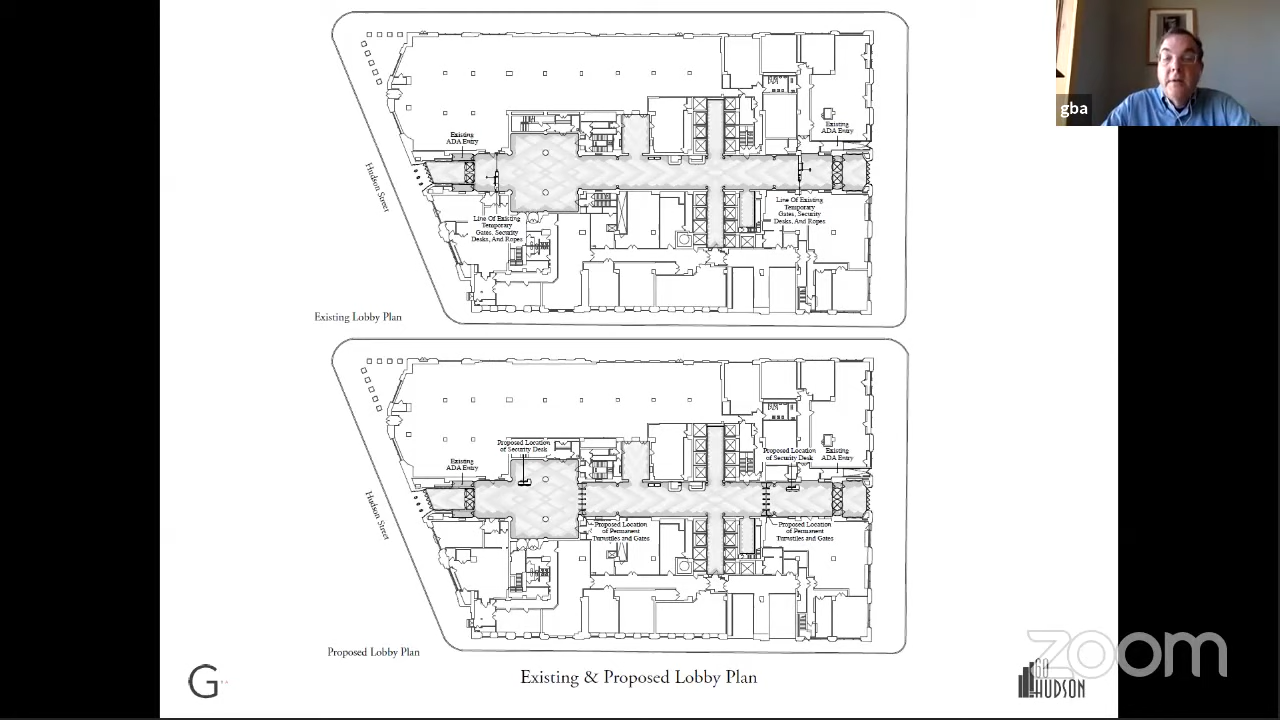 gba
Existing
ADA Entry
Existing
ADA Entry
Hudson Street
Line Of Existing
Temporary
Gates, Security
Desks, And Ropes
Line Of Existing
Temporary
Gates, Security
Desks, And Ropes
Existing Lobby Plan
Proposed Location
of Security Desk
Proposed Location
of Security Desk
Existing
ADA Entry
Existing
ADA Entry
Hudson Street
Proposed Location
of Permanent
Turnstiles and Gates
Proposed Location
of Permanent
Turnstiles and Gates
Proposed Lobby Plan
Existing & Proposed Lobby Plan
G
60
HUDSON
zoom